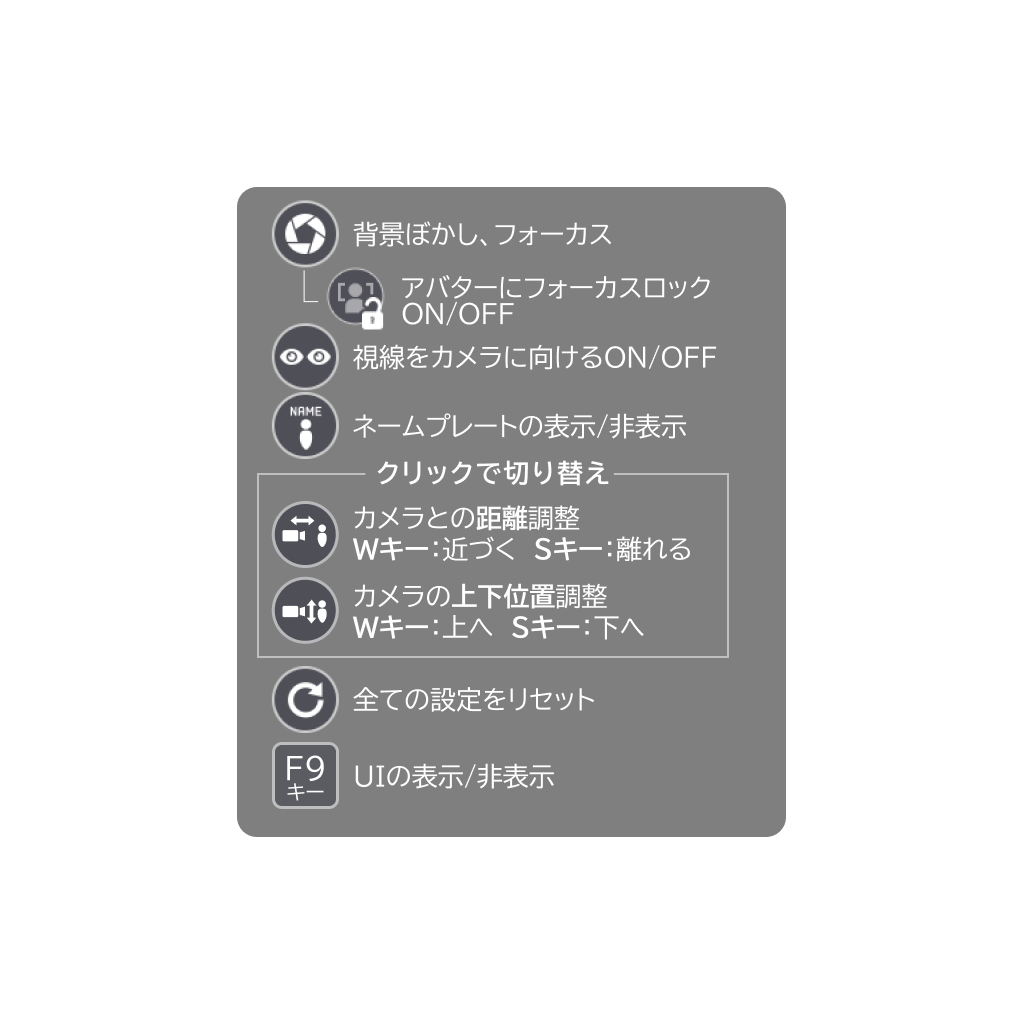 背景ぼかし、フォーカス
アバターにフォーカスロック
ON/OFF
視線をカメラに向けるON/OFF
NAME
ネームプレートの表示/非表示
クリックで切り替え
カメラとの距離調整
Wキー：近づく Sキー：離れる
カメラの上下位置調整
Wキー：上へ Sキー：下へ
全ての設定をリセット
F9
キー
UIの表示/非表示